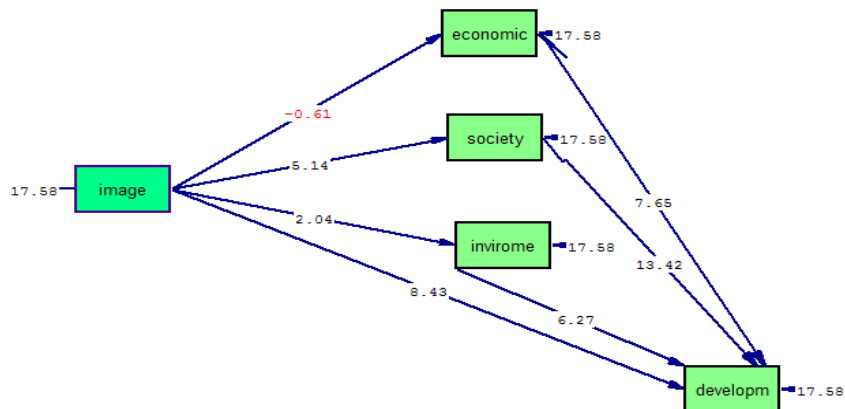 economic
17.58
-0.61
society
17.58
5.14
17.58
image
7.65
2.04
invirome
17.58
13.42
8.43
6.27
developm
17.58